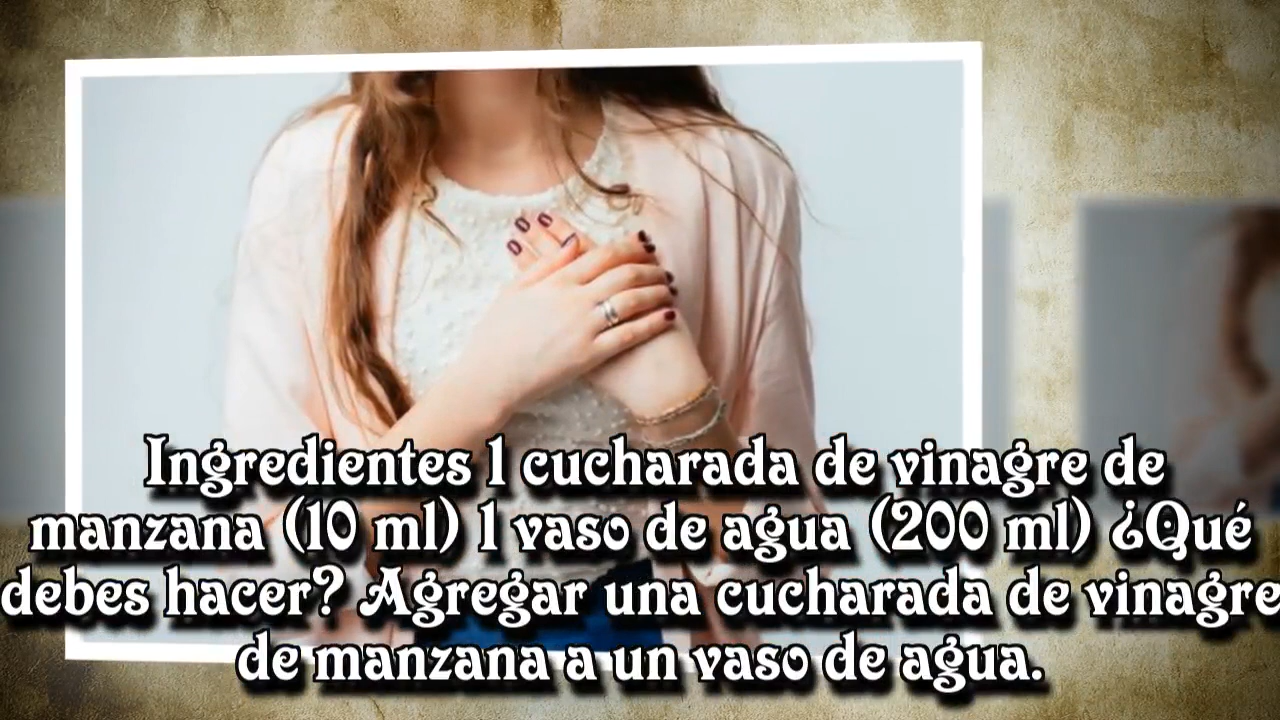 Ingredientes 1 cucharada de vinagre de
manzana (10 ml) 1 vaso de agua (200 ml) ¿Qué
debes hacer? Agregar una cucharada de vinagre
de manzana a un vaso de agua.